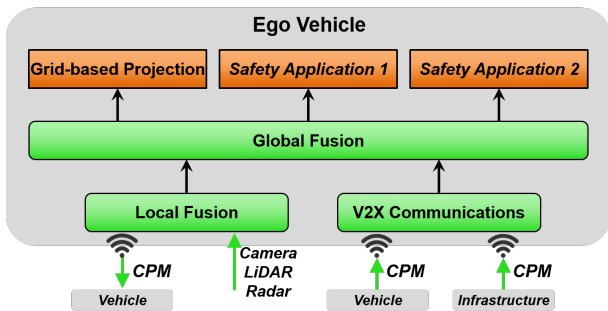 Ego Vehicle
Grid-based Projection
Safety Application 1
Safety Application 2
Global Fusion
Local Fusion
V2X Communications
CPM
Camera
LiDAR
Radar
CPM
CPM
Vehicle
Vehicle
Infrastructure